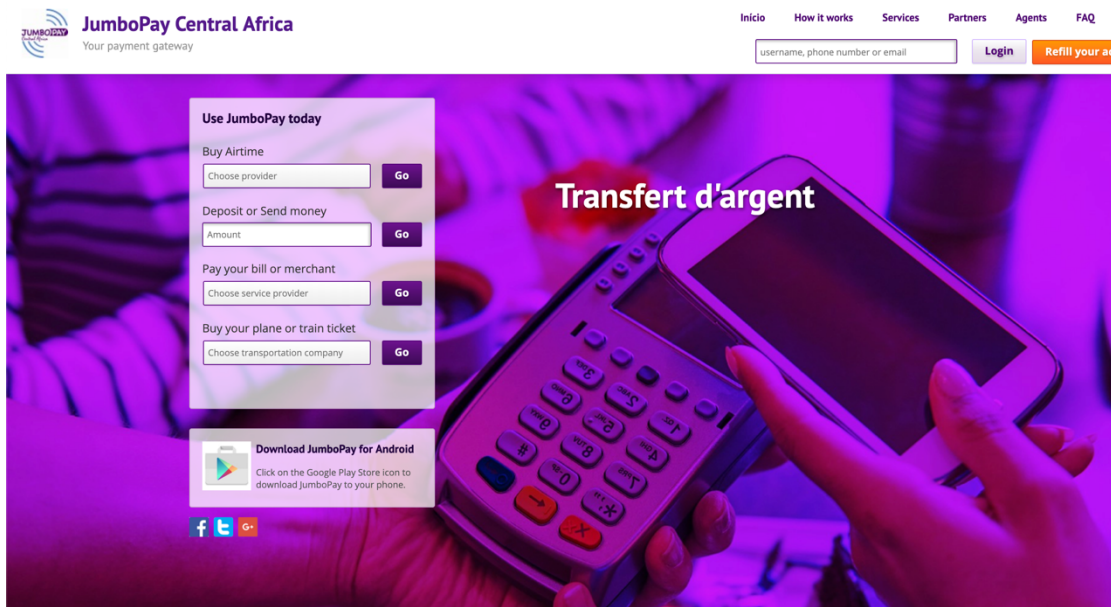 JUMBOPAY
JumboPay Central Africa
Your payment gateway
Início How it works Services Partners Agents FAQ
username, phone number or email
Login
Refill your a
Use JumboPay today
Buy Airtime
Choose provider
Go
Deposit or Send money
Amount
Go
Pay your bill or merchant
Choose service provider
Go
Buy your plane or train ticket
Choose transportation company
Go
Transfert d'argent
Download JumboPay for Android
Click on the Google Play Store icon to
download JumboPay to your phone.
f
G+